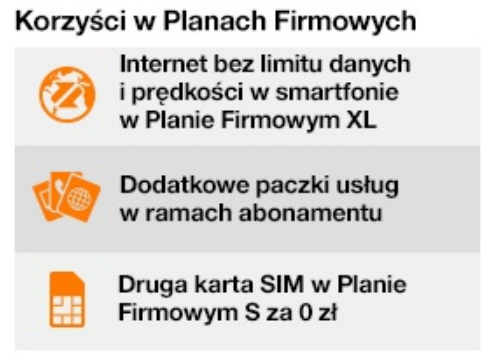 Korzyści w Planach Firmowych
Internet bez limitu danych
i prędkości w smartfonie
w Planie Firmowym XL
Dodatkowe paczki usług
w ramach abonamentu
Druga karta SIM w Planie
Firmowym S za 0 zł